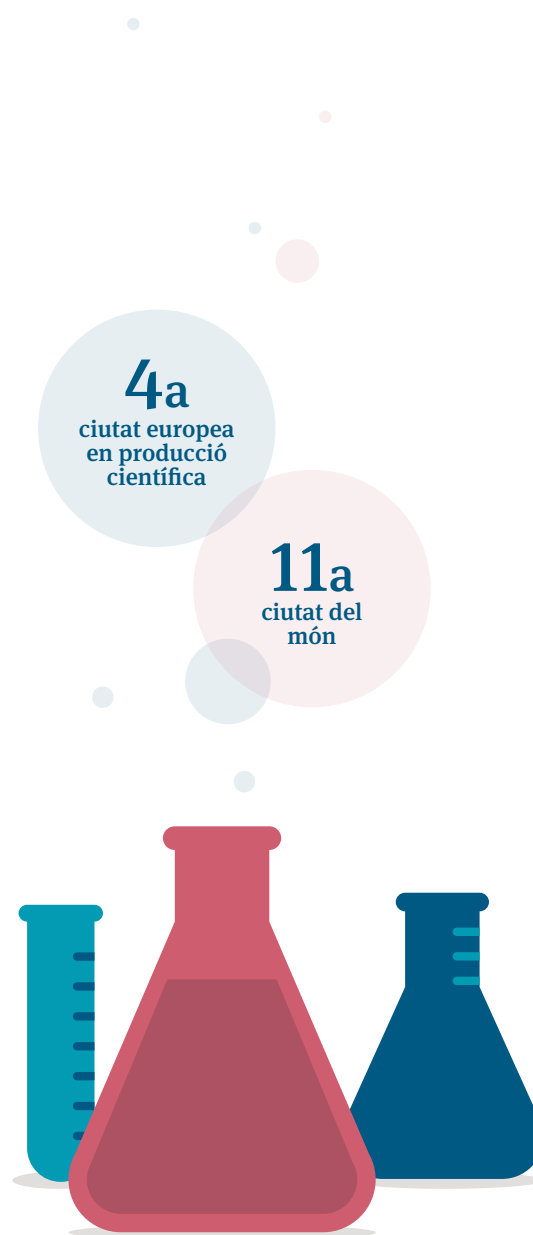 4a
ciutat europea
en producció
científica
11a
ciutat del
món